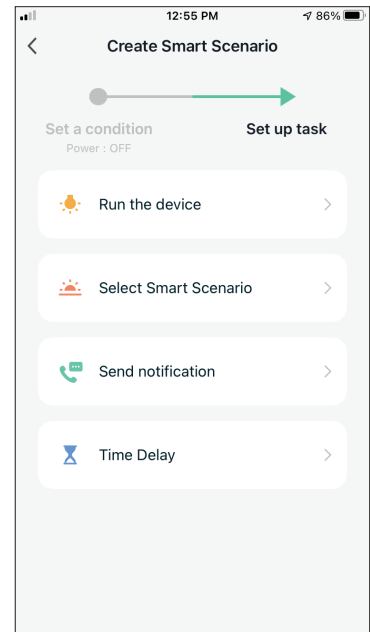 12:55 PM 86%
Create Smart Scenario
Set a condition Set up task
Power : OFF
Run the device
Select Smart Scenario
Send notification
Time Delay